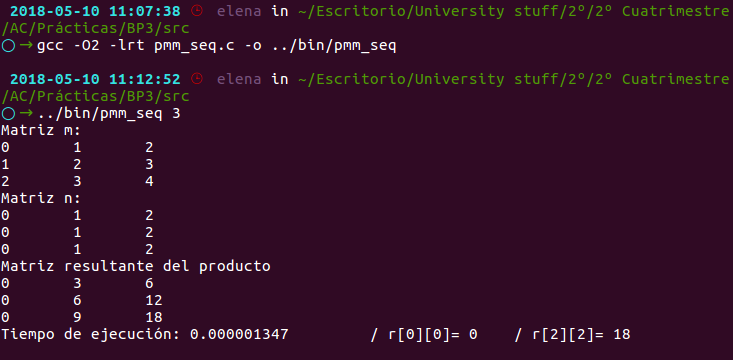 2018-05-10 11:07:38 elena in ~/Escritorio/University stuff/2º/2º Cuatrimestre
/AC/Prácticas/BP3/src
○ → gcc -O2 -lrt pmm_seq.c -o ../bin/pmm_seq
2018-05-10 11:12:52 elena in ~/Escritorio/University stuff/2º/2º Cuatrimestre
/AC/Prácticas/BP3/src
○ → ../bin/pmm_seq 3
Matriz m:
0 1 2
1 2 3
2 3 4
Matriz n:
0 1 2
0 1 2
0 1 2
Matriz resultante del producto
0 3 6
0 6 12
0 9 18
Tiempo de ejecución: 0.000001347 / r[0][0]= 0 / r[2][2]= 18